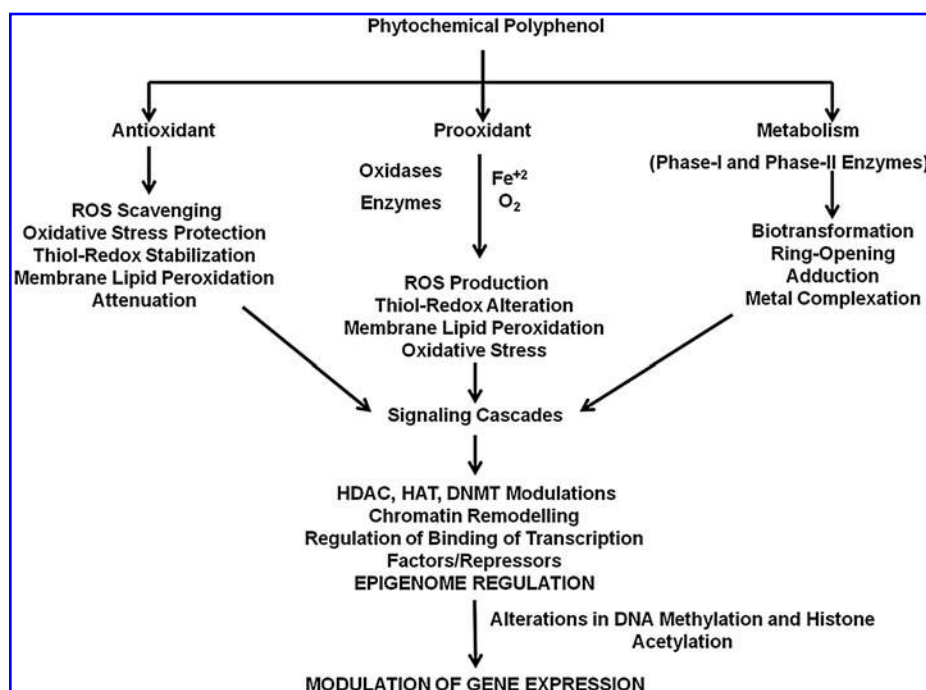 Phytochemical Polyphenol
Antioxidant
Prooxidant
Metabolism
(Phase-I and Phase-II Enzymes)
Oxidases
Enzymes
Fe+2
O2
ROS Scavenging
Oxidative Stress Protection
Thiol-Redox Stabilization
Membrane Lipid Peroxidation
Attenuation
ROS Production
Thiol-Redox Alteration
Membrane Lipid Peroxidation
Oxidative Stress
Biotransformation
Ring-Opening
Adduction
Metal Complexation
Signaling Cascades
HDAC, HAT, DNMT Modulations
Chromatin Remodelling
Regulation of Binding of Transcription
Factors/Repressors
EPIGENOME REGULATION
Alterations in DNA Methylation and Histone
Acetylation
MODULATION OF GENE EXPRESSION